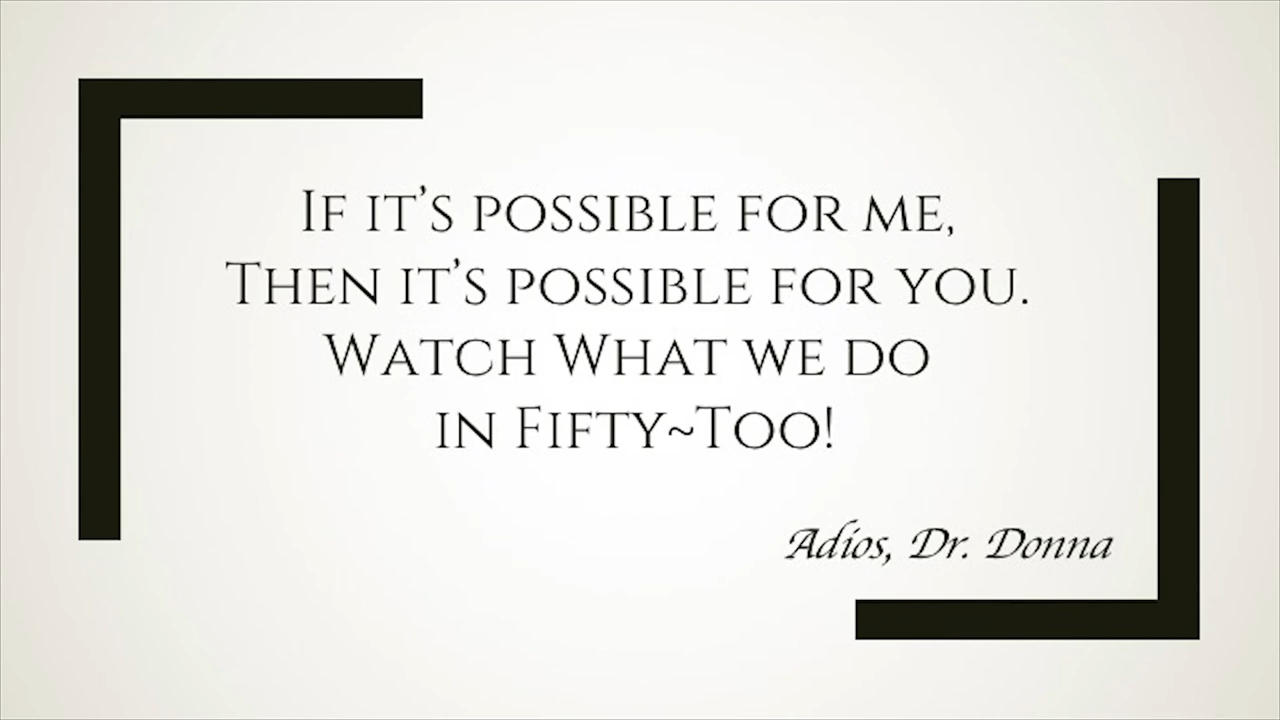 If it’s possible for me,
Then it’s possible for you.
Watch What we do
in Fifty~Too!
Adios, Dr. Donna